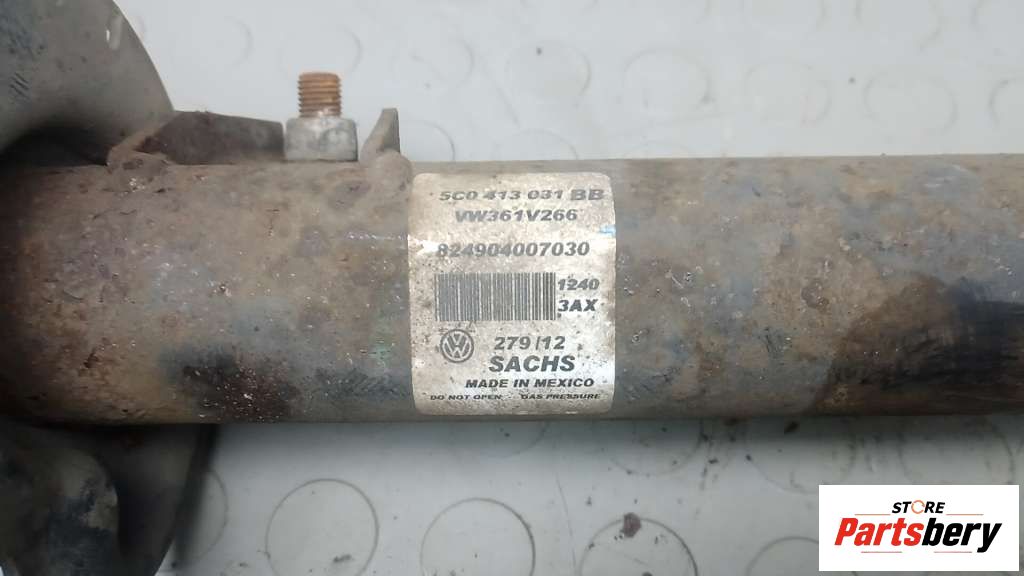 5C0 413 031 BB
VW361V266
824904007030
1240
3AX
279/12
SACHS
MADE IN MEXICO
DO NOT OPEN - GAS PRESSURE
STORE
Partsbery